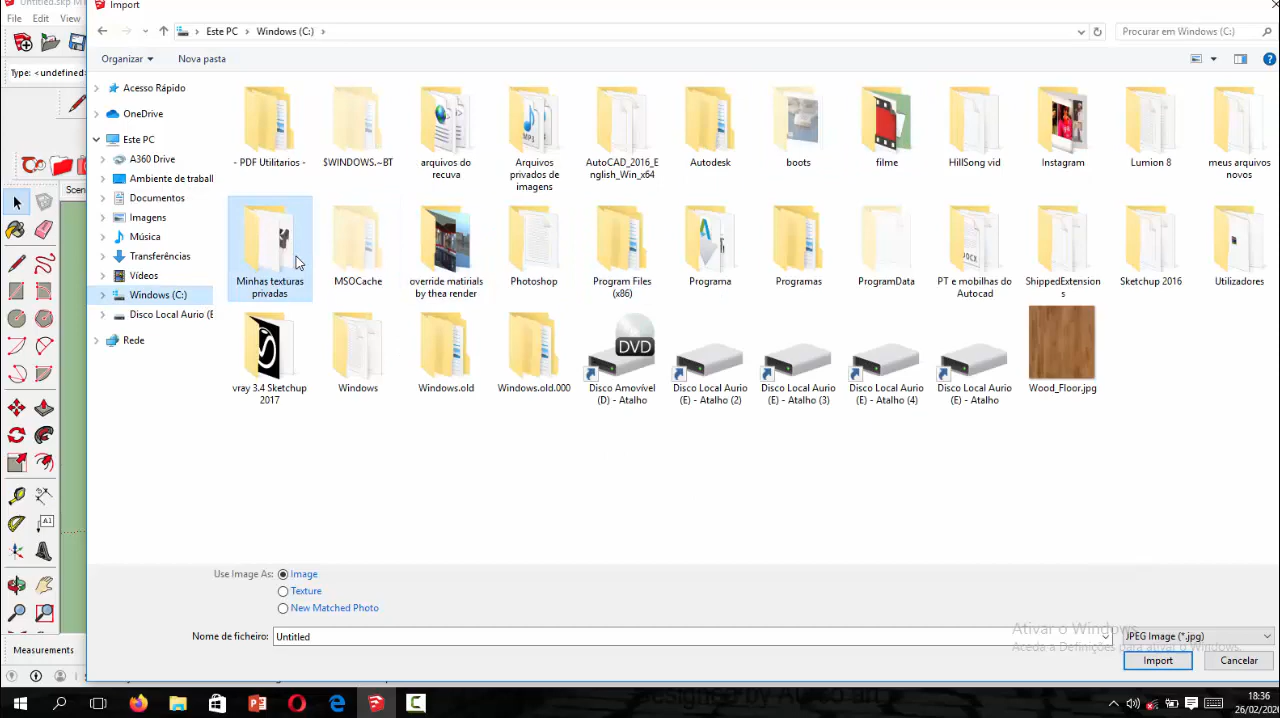 Untitled.skp
Import
File Edit View
Este PC > Windows (C:) >
Procurar em Windows (C:)
Organizar
Nova pasta
Type: <undefined>
Acesso Rápido
OneDrive
Este PC
A360 Drive
Ambiente de traball
Documentos
Imagens
Música
Transferências
Vídeos
Windows (C:)
Disco Local Aurio (E
Rede
Scen
- PDF Utilitarios -
$WINDOWS.~BT
arquivos do
recuva
Arquivos
privados de
imagens
AutoCAD_2016_E
nglish_Win_x64
Autodesk
boots
filme
HillSong vid
Instagram
Lumion 8
meus arquivos
novos
Minhas texturas
privadas
MSOCache
override matirials
by thea render
Photoshop
Program Files
(x86)
Programa
Programas
ProgramData
PT e mobilhas do
Autocad
ShippedExtension
s
Sketchup 2016
Utilizadores
vray 3.4 Sketchup
2017
Windows
Windows.old
Windows.old.000
DVD
Disco Amovível
(D) - Atalho
Disco Local Aurio
(E) - Atalho (2)
Disco Local Aurio
(E) - Atalho (3)
Disco Local Aurio
(E) - Atalho (4)
Disco Local Aurio
(E) - Atalho
Wood_Floor.jpg
Use Image As:
Image
Texture
New Matched Photo
Nome de ficheiro:
Untitled
JPEG Image (*.jpg)
Ativar o Windows
Aceda a Definições para ativar o Windows.
Import
Cancelar
Measurements
18:36
26/02/202